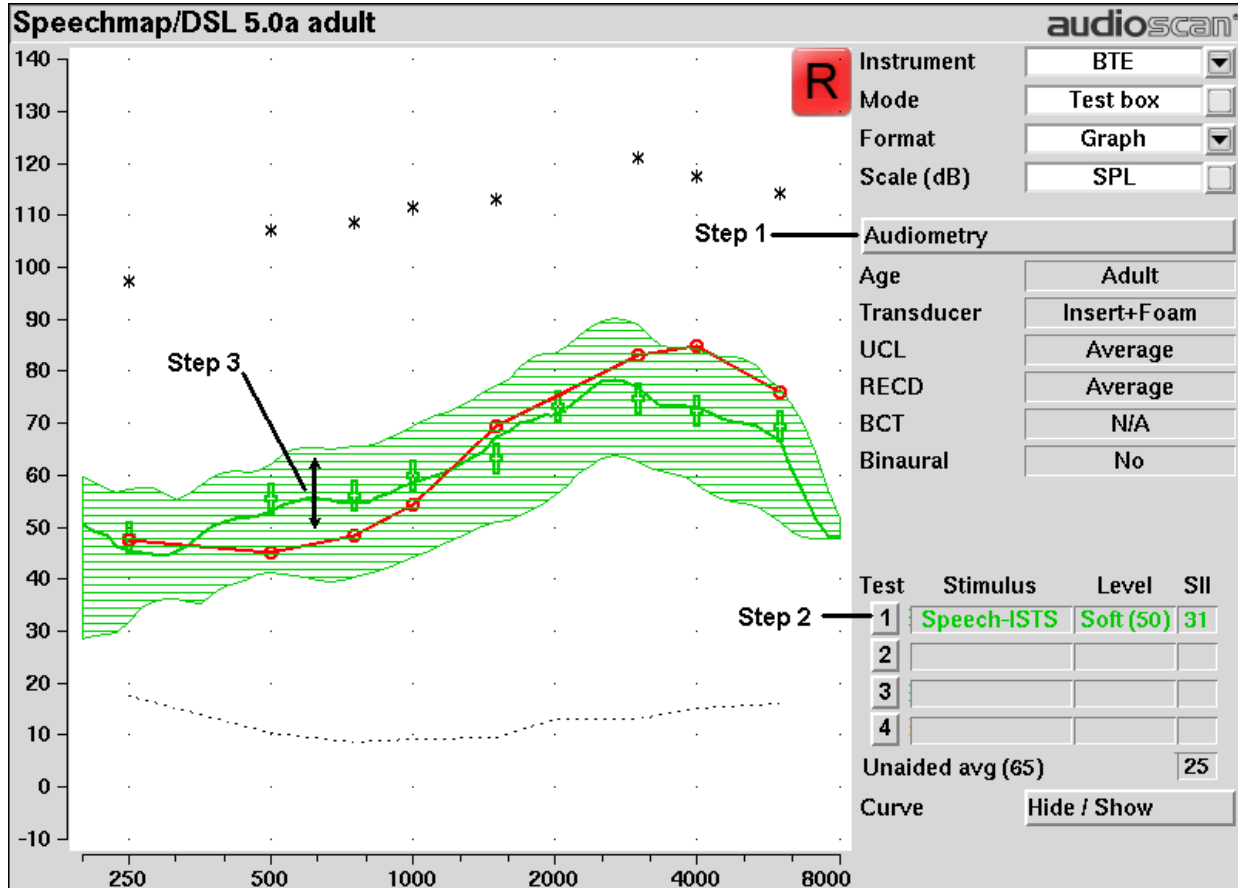 Speechmap/DSL 5.0a adult
audioscan
R
140
130
120
110
100
90
80
70
60
50
40
30
20
10
0
-10
250 500 1000 2000 4000 8000
Step 3
Instrument BTE
Mode Test box
Format Graph
Scale (dB) SPL
Step 1
Audiometry
Age Adult
Transducer Insert+Foam
UCL Average
RECD Average
BCT N/A
Binaural No
Test Stimulus Level SII
Step 2
1 Speech-ISTS Soft (50) 31
2
3
4
Unaided avg (65) 25
Curve Hide / Show